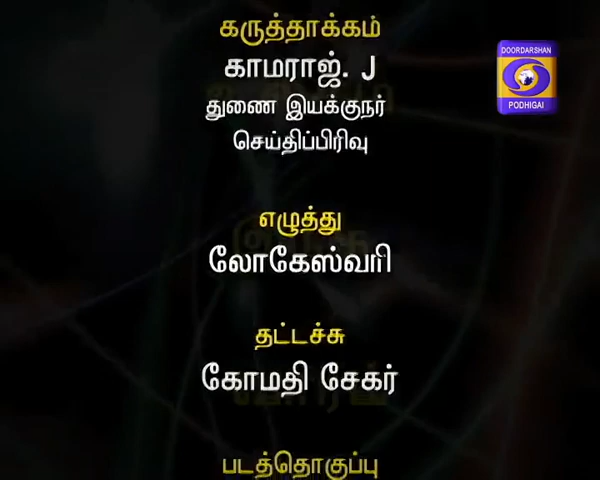 கருத்தாக்கம்
காமராஜ். J
துணை இயக்குநர்
செய்திப்பிரிவு
DOORDARSHAN
PODHIGAI
எழுத்து
லோகேஸ்வரி
தட்டச்சு
கோமதி சேகர்
படத்தொகுப்பு